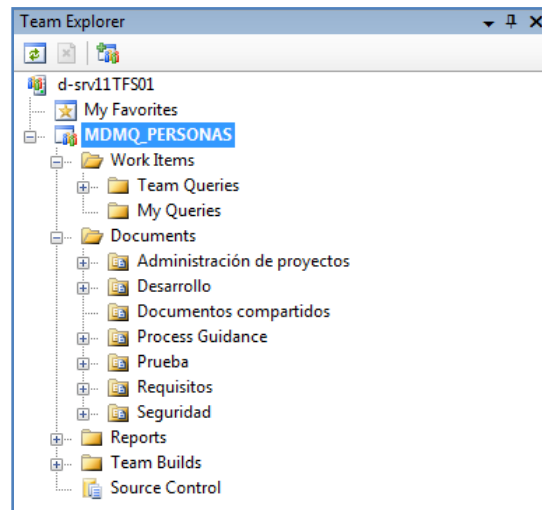 Team Explorer
d-srv11TFS01
My Favorites
MDMQ_PERSONAS
Work Items
Team Queries
My Queries
Documents
Administración de proyectos
Desarrollo
Documentos compartidos
Process Guidance
Prueba
Requisitos
Seguridad
Reports
Team Builds
Source Control